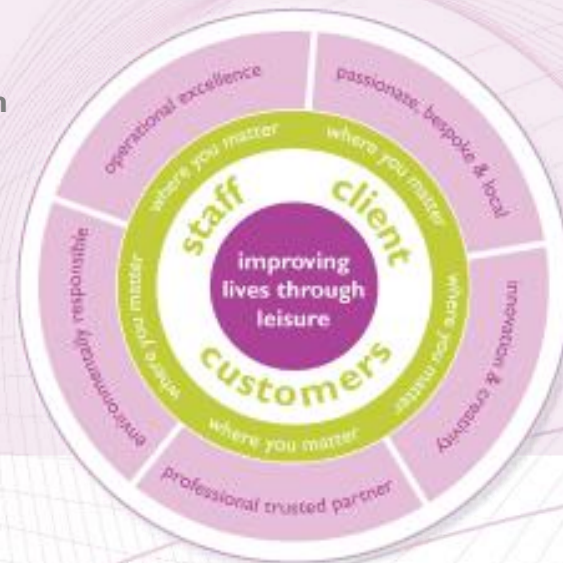 operational excellence
passionate, bespoke & local
innovation & creativity
professional trusted partner
environmentally responsible
where you matter
where you matter
where you matter
where you matter
where you matter
staff
client
customers
improving
lives through
leisure